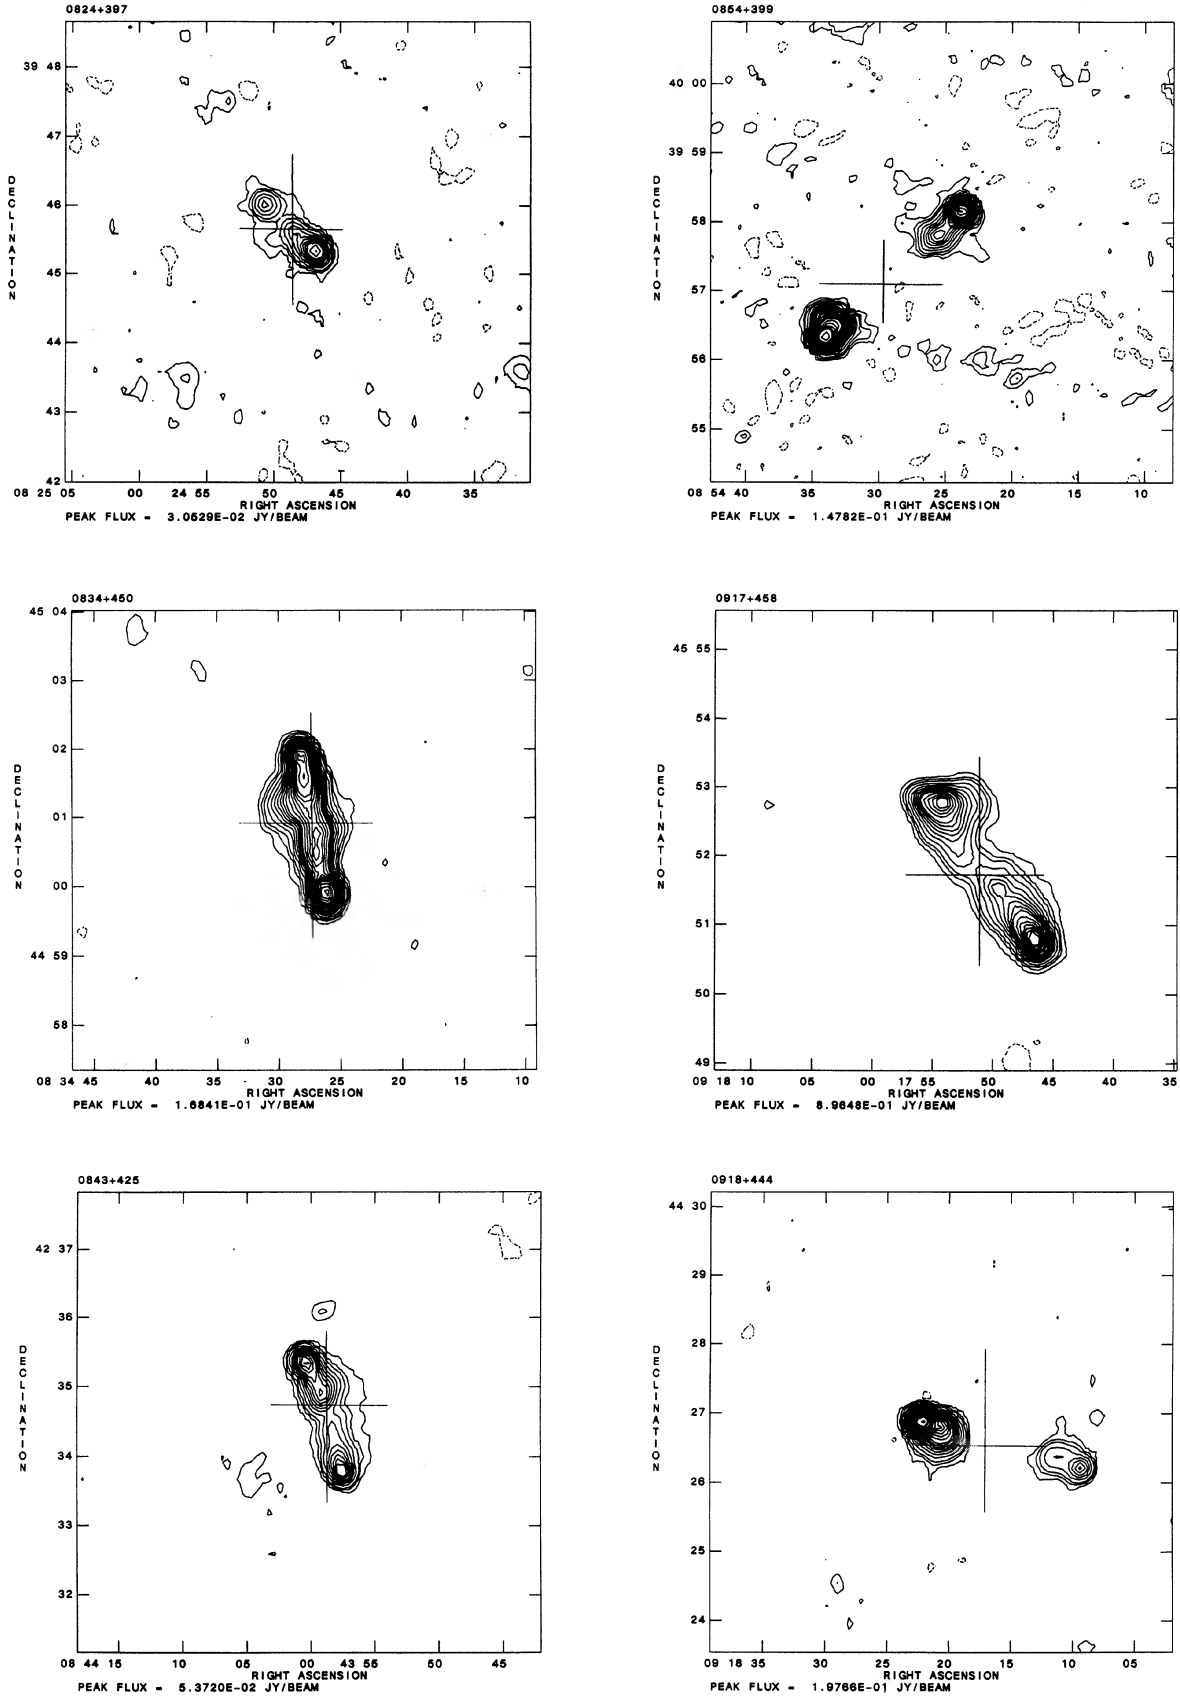 0824+397
39 48
47
46
45
44
43
42
DECLINATION
08 25 05 00 24 55 50 45 40 35
RIGHT ASCENSION
PEAK FLUX = 3.0529E-02 JY/BEAM
0854+399
40 00
39 59
58
57
56
55
DECLINATION
08 54 40 35 30 25 20 15 10
RIGHT ASCENSION
PEAK FLUX = 1.4782E-01 JY/BEAM
0834+450
45 04
03
02
01
00
44 59
58
DECLINATION
08 34 45 40 35 30 25 20 15 10
RIGHT ASCENSION
PEAK FLUX = 1.6841E-01 JY/BEAM
0917+458
45 55
54
53
52
51
50
49
DECLINATION
09 18 10 05 00 17 55 50 45 40 35
RIGHT ASCENSION
PEAK FLUX = 8.9648E-01 JY/BEAM
0843+425
42 37
36
35
34
33
32
DECLINATION
08 44 15 10 05 00 43 55 50 45
RIGHT ASCENSION
PEAK FLUX = 5.3720E-02 JY/BEAM
0918+444
44 30
29
28
27
26
25
24
DECLINATION
09 18 35 30 25 20 15 10 05
RIGHT ASCENSION
PEAK FLUX = 1.9766E-01 JY/BEAM